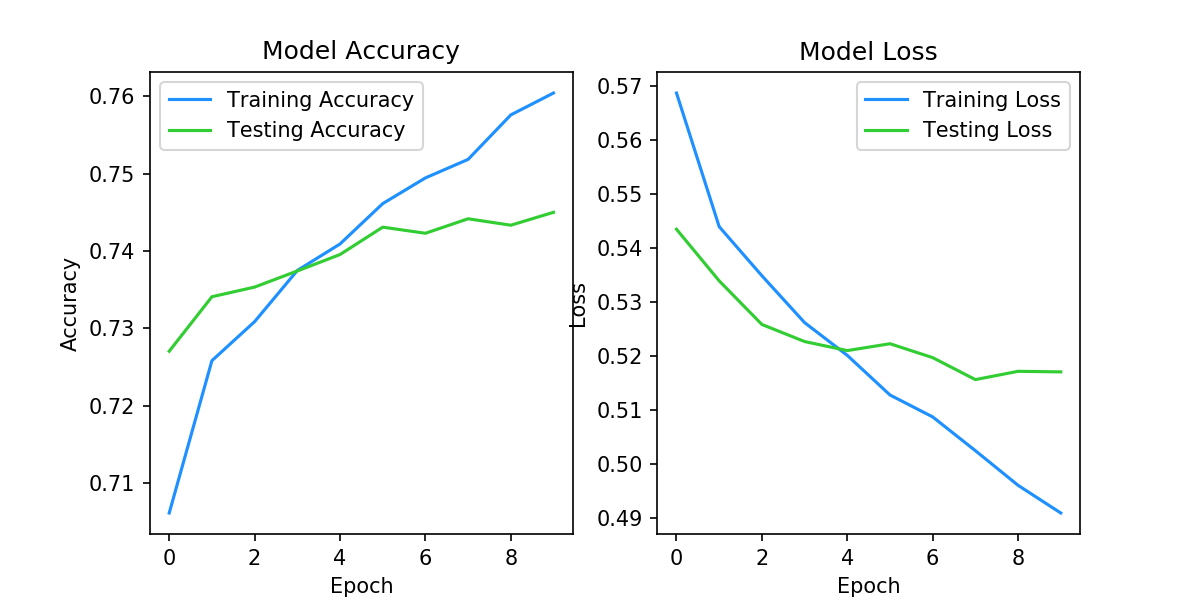 Model Accuracy
Training Accuracy
Testing Accuracy
0.76
0.75
0.74
0.73
0.72
0.71
Accuracy
0 2 4 6 8
Epoch
Model Loss
Training Loss
Testing Loss
0.57
0.56
0.55
0.54
0.53
0.52
0.51
0.50
0.49
Loss
0 2 4 6 8
Epoch